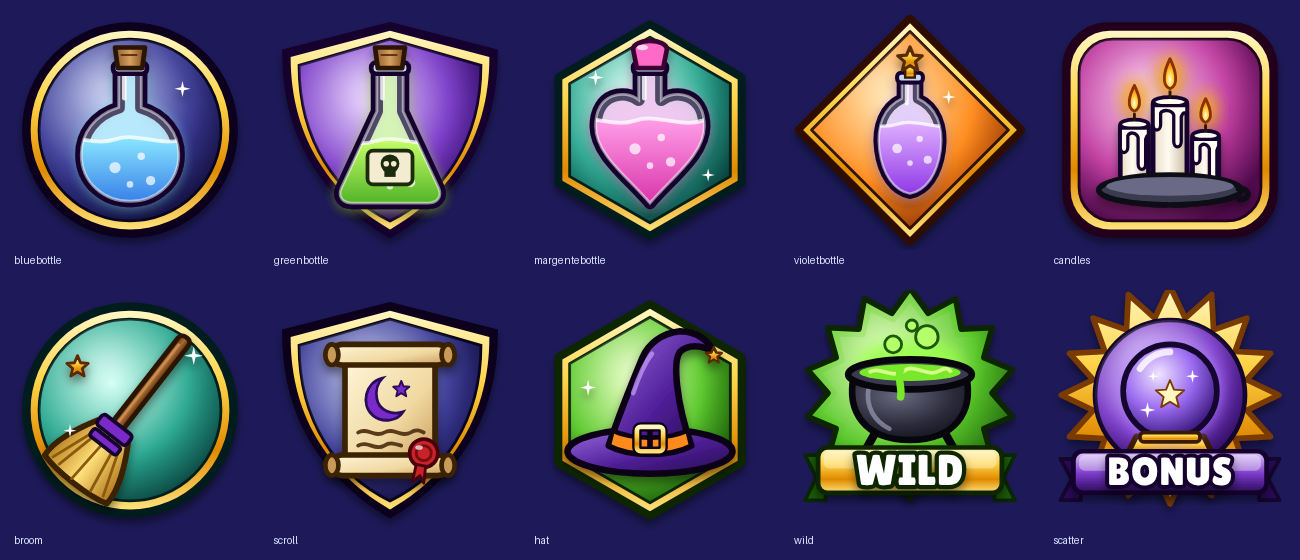 bluebottle
greenbottle
margentebottle
violetbottle
candles
WILD
BONUS
broom
scroll
hat
wild
scatter